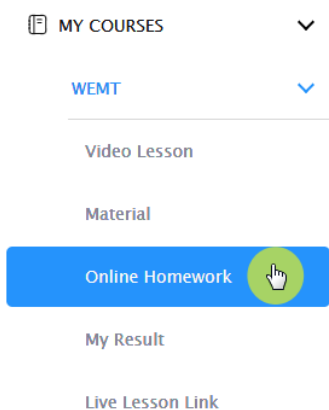 MY COURSES
WEMT
Video Lesson
Material
Online Homework
My Result
Live Lesson Link